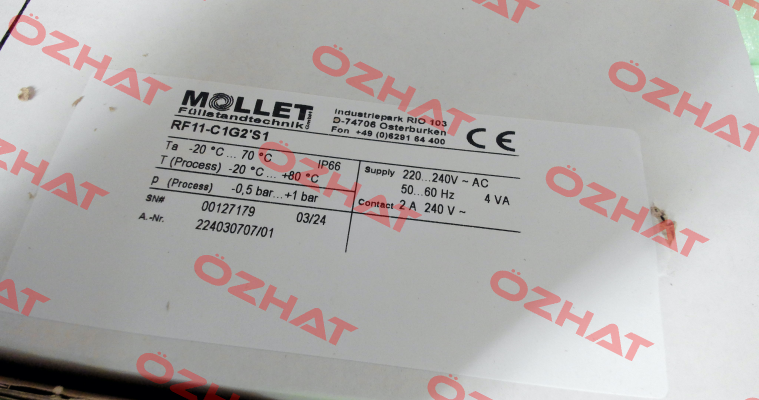 MOLLET
Füllstandtechnik GmbH
Industriepark RIO 103
D-74706 Osterburken
Fon +49 (0)6291 64 400
CE
RF11-C1G2'S1
Ta -20 °C ... 70 °C IP66
T (Process) -20 °C ... +80 °C
p (Process) -0,5 bar...+1 bar
SN# 00127179 03/24
A.-Nr. 224030707/01
Supply 220...240V ~ AC
50...60 Hz 4 VA
Contact 2 A 240 V ~
ÖZHAT
ÖZHAT
ÖZHAT
ÖZHAT
ÖZHAT
ÖZHAT
ÖZHAT
ÖZHAT
ÖZHAT
ÖZHAT
ÖZHAT